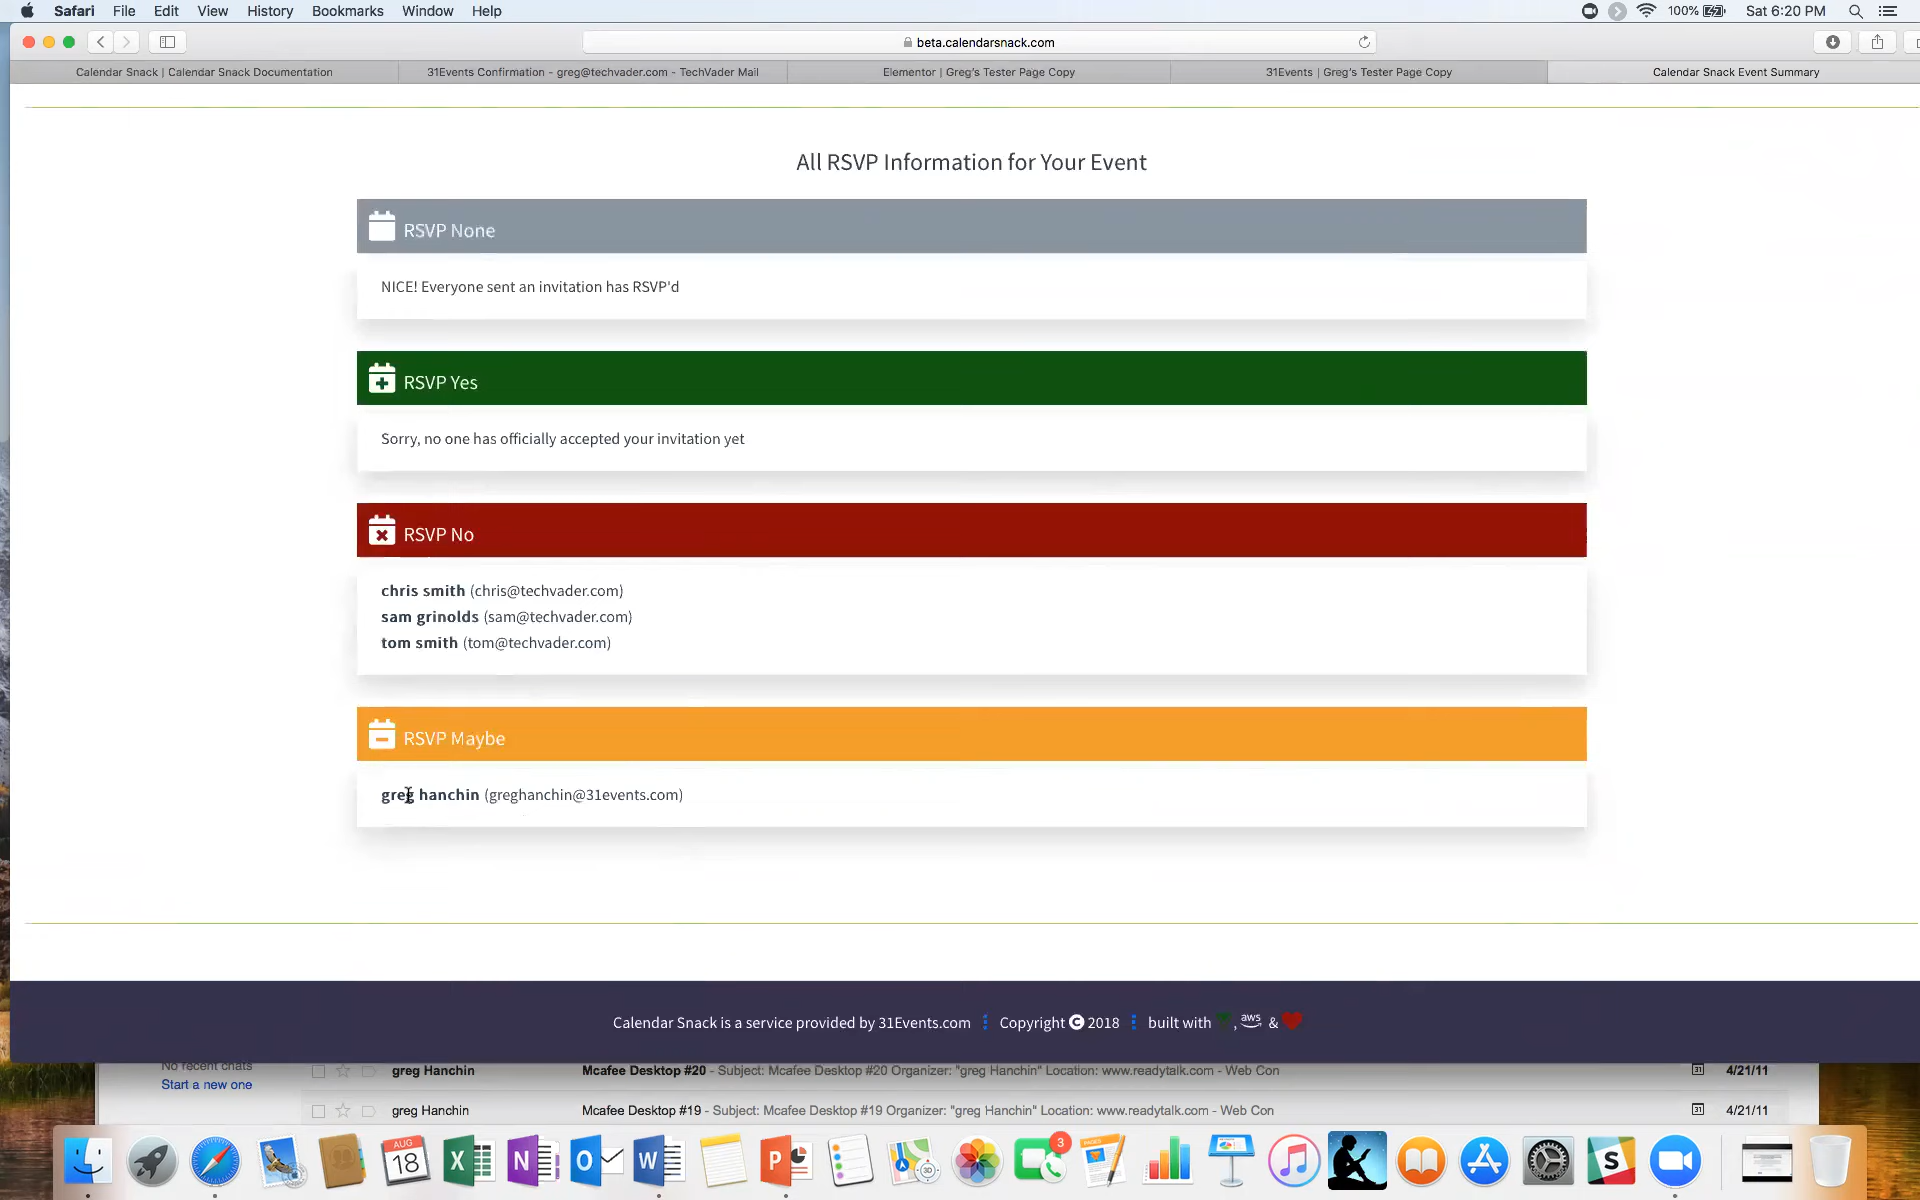 Safari File Edit View History Bookmarks Window Help 100% Sat 6:20 PM
beta.calendarsnack.com
Calendar Snack | Calendar Snack Documentation 31Events Confirmation - greg@techvader.com - TechVader Mail Elementor | Greg's Tester Page Copy 31Events | Greg's Tester Page Copy Calendar Snack Event Summary
All RSVP Information for Your Event
RSVP None
NICE! Everyone sent an invitation has RSVP'd
RSVP Yes
Sorry, no one has officially accepted your invitation yet
RSVP No
chris smith (chris@techvader.com)
sam grinolds (sam@techvader.com)
tom smith (tom@techvader.com)
RSVP Maybe
greg hanchin (greghanchin@31events.com)
Calendar Snack is a service provided by 31Events.com Copyright © 2018 built with , aws &
No recent chats
Start a new one
greg Hanchin Mcafee Desktop #20 - Subject: Mcafee Desktop #20 Organizer: "greg Hanchin" Location: www.readytalk.com - Web Con 31 4/21/11
greg Hanchin Mcafee Desktop #19 - Subject: Mcafee Desktop #19 Organizer: "greg Hanchin" Location: www.readytalk.com - Web Con 31 4/21/11
AUG
18
X N O W P 3D 3 PAGES S